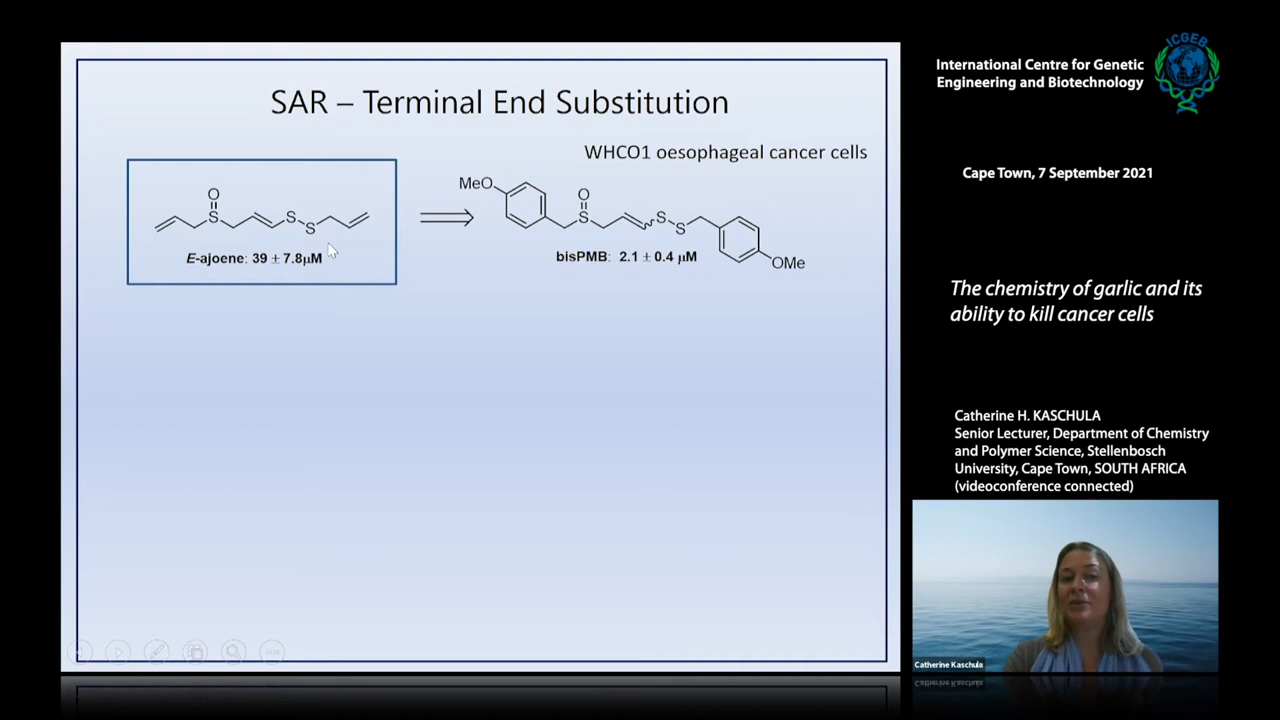 SAR – Terminal End Substitution
WHCO1 oesophageal cancer cells
O
S
S
S
E-ajoene: 39 ± 7.8μM
MeO
O
S
S
S
OMe
bisPMB: 2.1 ± 0.4 μM
ICGEB
International Centre for Genetic
Engineering and Biotechnology
Cape Town, 7 September 2021
The chemistry of garlic and its
ability to kill cancer cells
Catherine H. KASCHULA
Senior Lecturer, Department of Chemistry
and Polymer Science, Stellenbosch
University, Cape Town, SOUTH AFRICA
(videoconference connected)
Catherine Kaschula